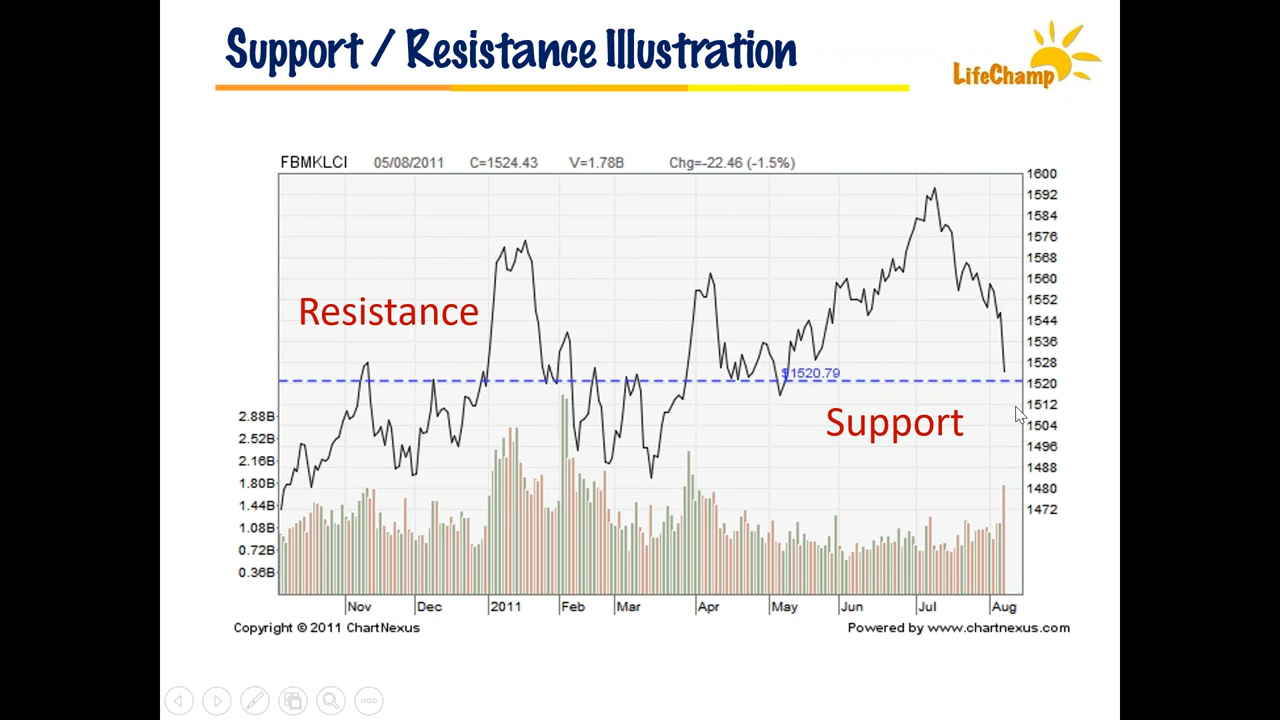 Support / Resistance Illustration
LifeChamp
FBMKLCI 05/08/2011 C=1524.43 V=1.78B Chg=-22.46 (-1.5%)
1600
1592
1584
1576
1568
1560
1552
1544
1536
1528
1520
1512
1504
1496
1488
1480
1472
Resistance
$1520.79
Support
2.88B
2.52B
2.16B
1.80B
1.44B
1.08B
0.72B
0.36B
Nov Dec 2011 Feb Mar Apr May Jun Jul Aug
Copyright © 2011 ChartNexus Powered by www.chartnexus.com